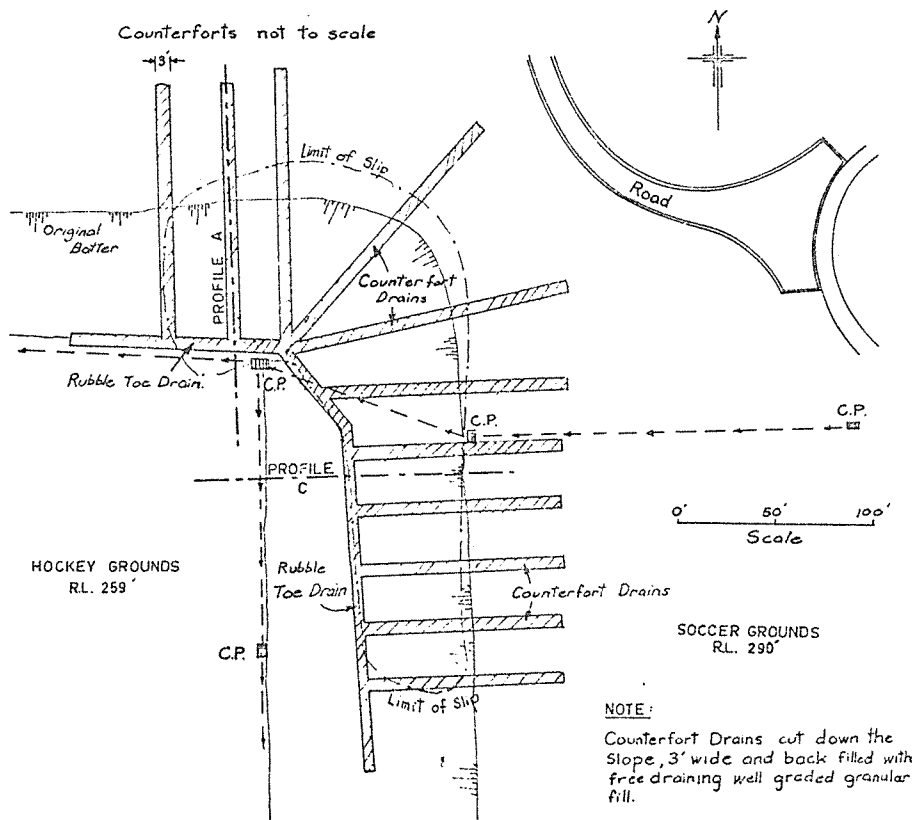 Counterforts not to scale
N
3'
Limit of Slip
Road
Original
Batter
PROFILE A
Counterfort
Drains
Rubble Toe Drain.
C.P.
C.P.
C.P.
PROFILE
C
0' 50' 100'
Scale
HOCKEY GROUNDS
R.L. 259'
Rubble
Toe Drain
Counterfort Drains
SOCCER GROUNDS
R.L. 290'
C.P.
Limit of Slip
NOTE:
Counterfort Drains cut down the
Slope, 3' wide and back filled with
free draining well graded granular
fill.